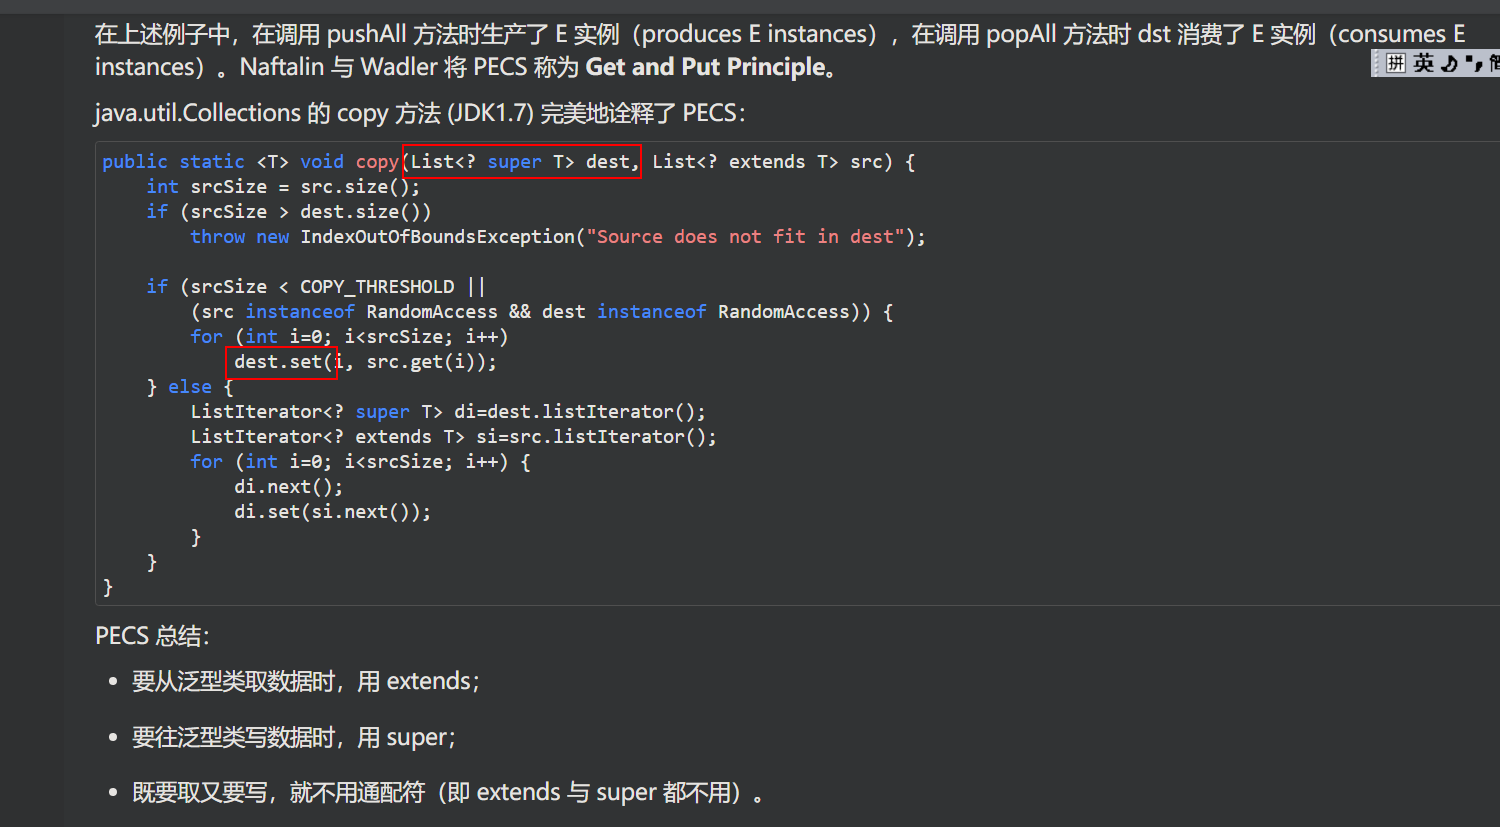 在上述例子中，在调用 pushAll 方法时生产了 E 实例（produces E instances），在调用 popAll 方法时 dst 消费了 E 实例（consumes E
instances）。Naftalin 与 Wadler 将 PECS 称为 Get and Put Principle。
拼 英
java.util.Collections 的 copy 方法 (JDK1.7) 完美地诠释了 PECS：
public static <T> void copy(List<? super T> dest, List<? extends T> src) {
    int srcSize = src.size();
    if (srcSize > dest.size())
        throw new IndexOutOfBoundsException("Source does not fit in dest");
    if (srcSize < COPY_THRESHOLD ||
        (src instanceof RandomAccess && dest instanceof RandomAccess)) {
        for (int i=0; i<srcSize; i++)
            dest.set(i, src.get(i));
    } else {
        ListIterator<? super T> di=dest.listIterator();
        ListIterator<? extends T> si=src.listIterator();
        for (int i=0; i<srcSize; i++) {
            di.next();
            di.set(si.next());
        }
    }
}
PECS 总结：
• 要从泛型类取数据时，用 extends；
• 要往泛型类写数据时，用 super；
• 既要取又要写，就不用通配符（即 extends 与 super 都不用）。